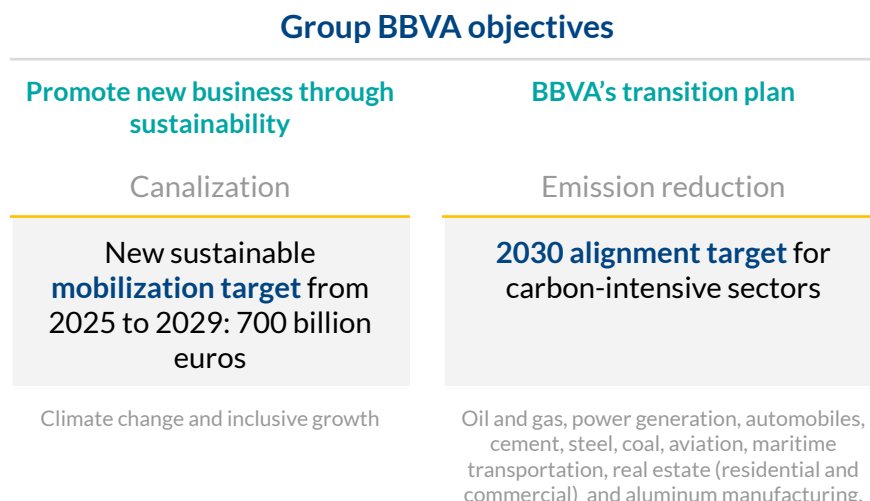 Group BBVA objectives
Promote new business through
sustainability
Canalization
New sustainable
mobilization target from
2025 to 2029: 700 billion
euros
Climate change and inclusive growth
BBVA's transition plan
Emission reduction
2030 alignment target for
carbon-intensive sectors
Oil and gas, power generation, automobiles,
cement, steel, coal, aviation, maritime
transportation, real estate (residential and
commercial) and aluminum manufacturing.